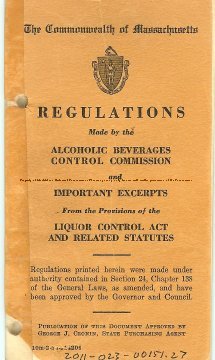 The Commonwealth of Massachusetts
REGULATIONS
Made by the
ALCOHOLIC BEVERAGES
CONTROL COMMISSION
and
IMPORTANT EXCERPTS
From the Provisions of the
LIQUOR CONTROL ACT
AND RELATED STATUTES
Regulations printed herein were made under
authority contained in Section 24, Chapter 138
of the General Laws, as amended, and have
been approved by the Governor and Council.
PUBLICATION OF THIS DOCUMENT APPROVED BY
GEORGE J. CRONIN, STATE PURCHASING AGENT
2011-023-00151.27